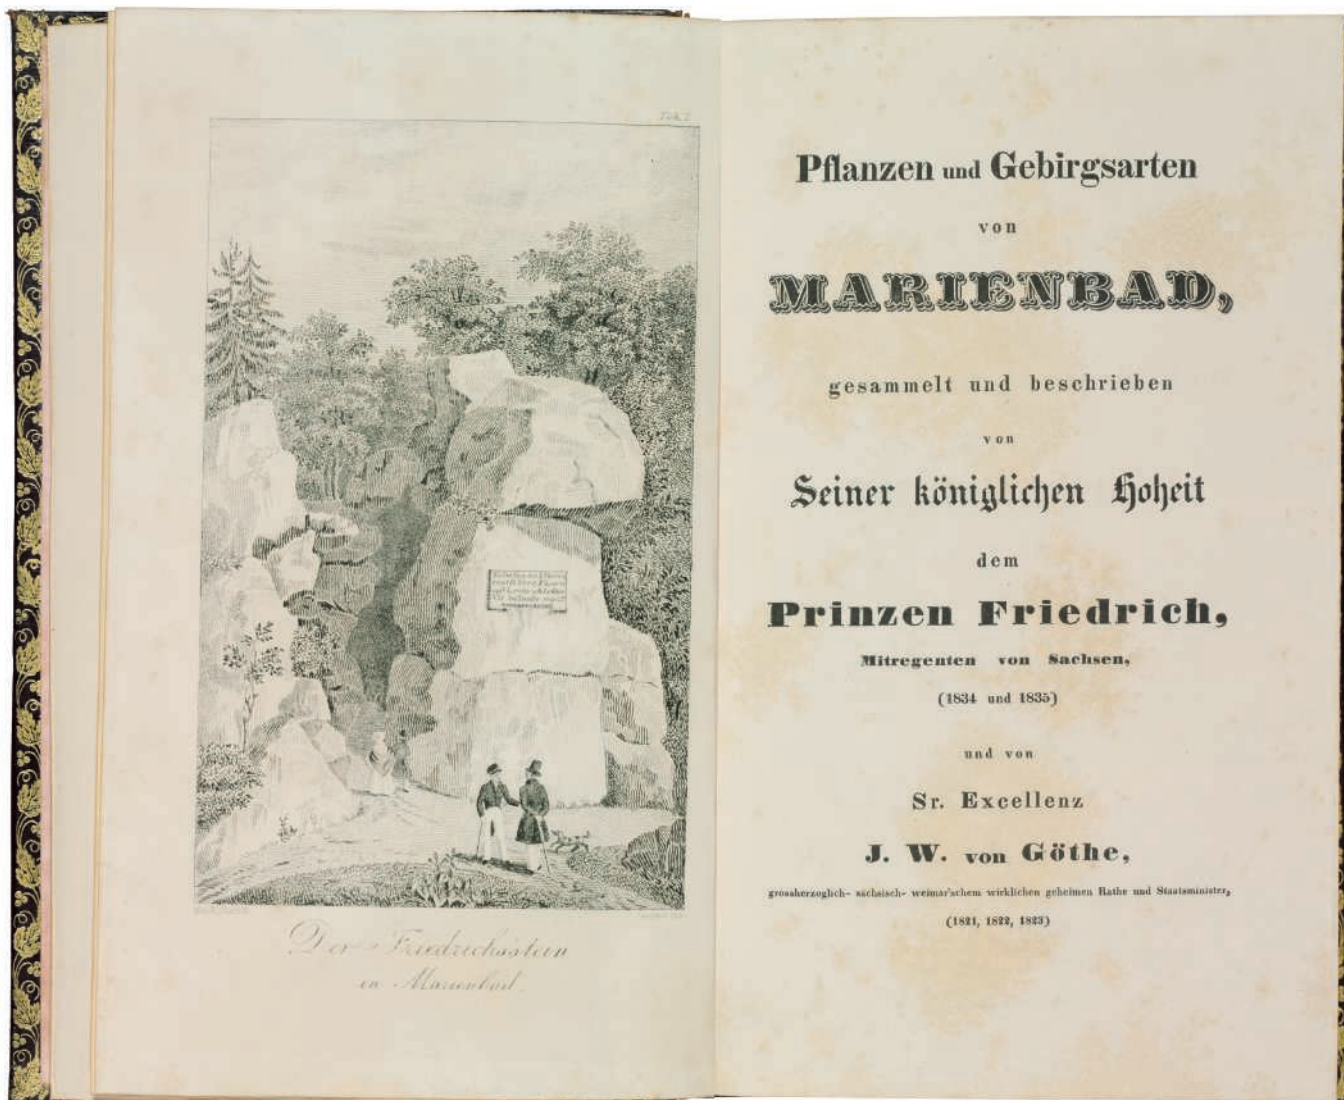 Tab. I.
Der Friedrichsstein
in Marienbad.
Pflanzen und Gebirgsarten
von
MARIENBAD,
gesammelt und beschrieben
von
Seiner königlichen Hoheit
dem
Prinzen Friedrich,
Mitregenten von Sachsen,
(1834 und 1835)
und von
Sr. Excellenz
J. W. von Göthe,
grossherzoglich- sächsisch- weimar'schem wirklichen geheimen Rathe und Staatsminister,
(1821, 1822, 1823)